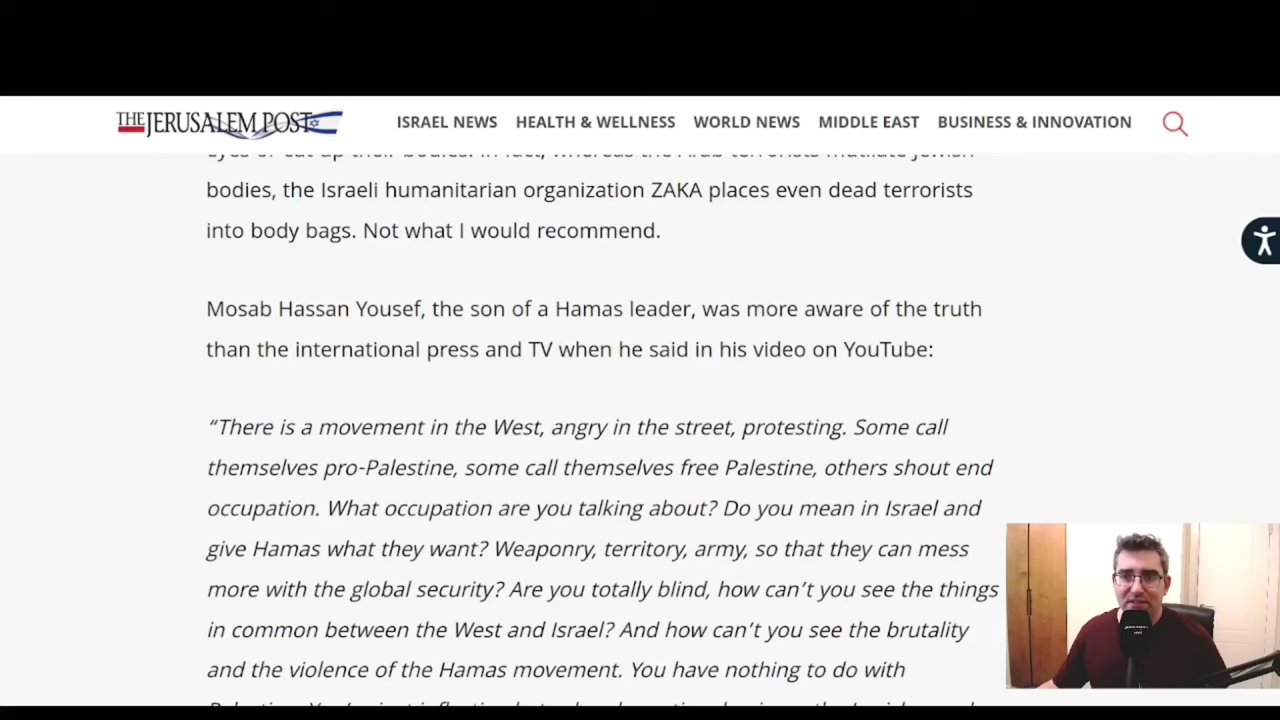 THE JERUSALEM POST
ISRAEL NEWS HEALTH & WELLNESS WORLD NEWS MIDDLE EAST BUSINESS & INNOVATION
bodies, the Israeli humanitarian organization ZAKA places even dead terrorists
into body bags. Not what I would recommend.
Mosab Hassan Yousef, the son of a Hamas leader, was more aware of the truth
than the international press and TV when he said in his video on YouTube:
“There is a movement in the West, angry in the street, protesting. Some call
themselves pro-Palestine, some call themselves free Palestine, others shout end
occupation. What occupation are you talking about? Do you mean in Israel and
give Hamas what they want? Weaponry, territory, army, so that they can mess
more with the global security? Are you totally blind, how can’t you see the things
in common between the West and Israel? And how can’t you see the brutality
and the violence of the Hamas movement. You have nothing to do with